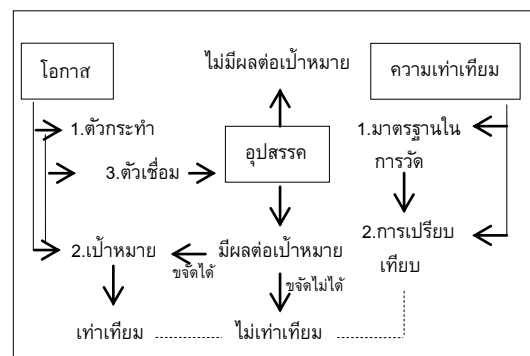 ไม่มีผลต่อเป้าหมาย
โอกาส
ความเท่าเทียม
1.ตัวกระทำ
อุปสรรค
1.มาตรฐานใน
การวัด
3.ตัวเชื่อม
2.เป้าหมาย
มีผลต่อเป้าหมาย
2.การเปรียบ
เทียบ
ขจัดได้
ขจัดไม่ได้
เท่าเทียม
ไม่เท่าเทียม